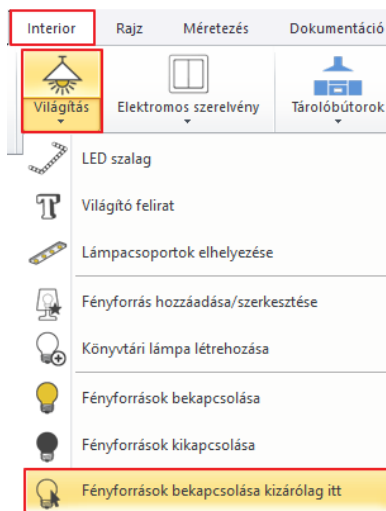 Interior Rajz Méretezés Dokumentáció
Világítás Elektromos szerelvény Tárolóbútorok
LED szalag
Világító felirat
Lámpacsoportok elhelyezése
Fényforrás hozzáadása/szerkesztése
Könyvtári lámpa létrehozása
Fényforrások bekapcsolása
Fényforrások kikapcsolása
Fényforrások bekapcsolása kizárólag itt